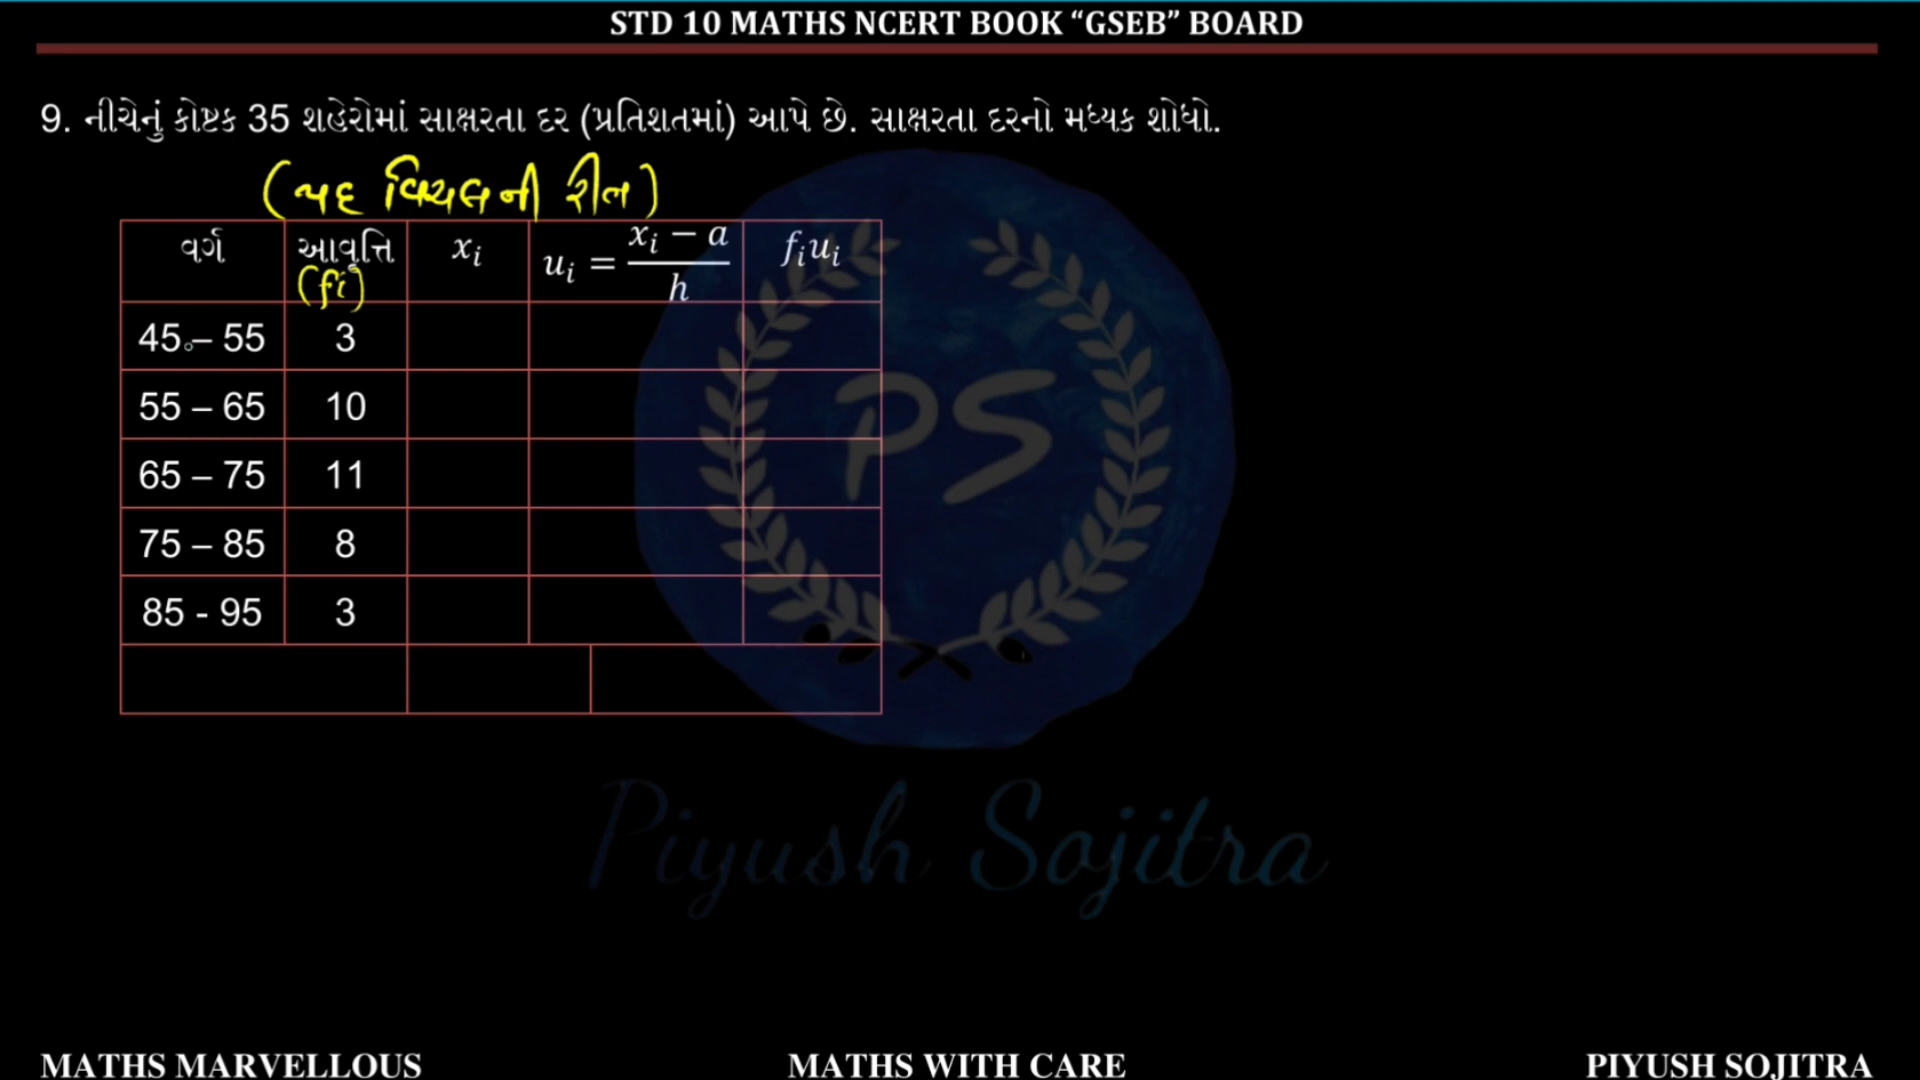 STD 10 MATHS NCERT BOOK “GSEB” BOARD
9. નીચેનું કોષ્ટક 35 શહેરોમાં સાક્ષરતા દર (પ્રતિશતમાં) આપે છે. સાક્ષરતા દરનો મધ્યક શોધો.
(પદ વિચલનની રીત)
વર્ગ આવૃત્તિ (fi) xᵢ uᵢ = (xᵢ − a)/h fᵢuᵢ
45 – 55 3
55 – 65 10
65 – 75 11
75 – 85 8
85 - 95 3
PS
Piyush Sojitra
MATHS MARVELLOUS MATHS WITH CARE PIYUSH SOJITRA